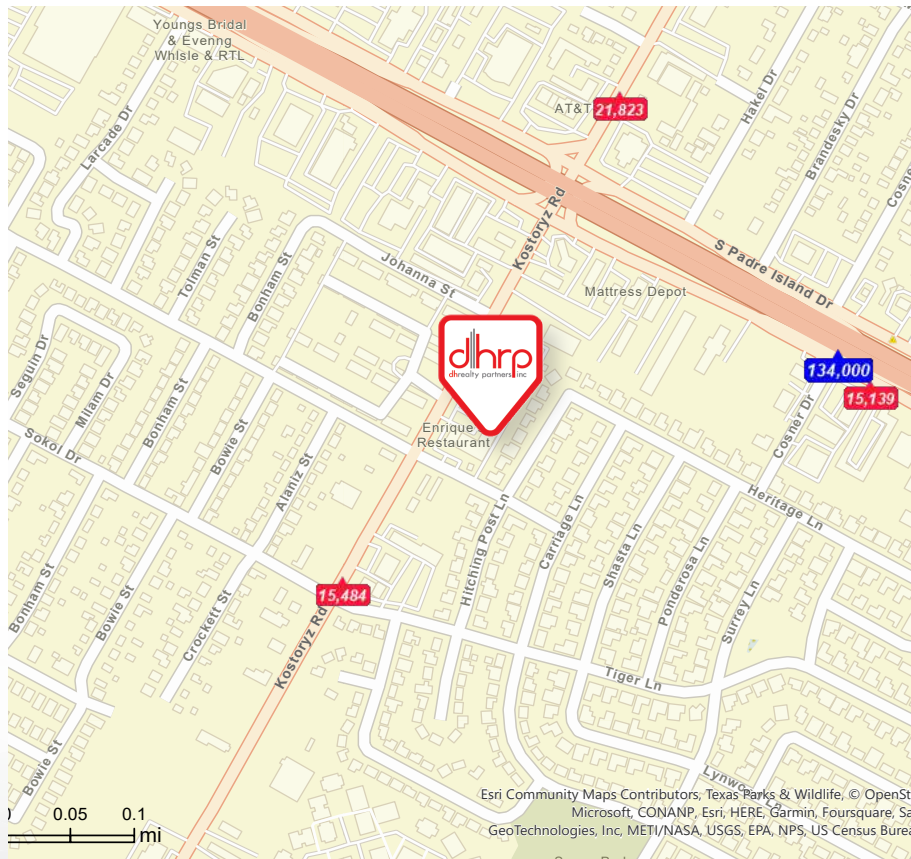 Youngs Bridal
& Evenng
Whlsle & RTL
AT&T
21,823
Hakel Dr
Brandesky Dr
Larcade Dr
Kostoryz Rd
S Padre Island Dr
Tolman St
Bonham St
Johanna St
Mattress Depot
dhrp
dhrealty partners, inc
134,000
15,139
Seguin Dr
Milam Dr
Bonham St
Bowie St
Enrique
Restaurant
Cosner Dr
Sokol Dr
Alaniz St
Heritage Ln
Hitching Post Ln
Carriage Ln
Shasta Ln
Ponderosa Ln
Surrey Ln
Bonham St
Bowie St
Crockett St
15,484
Kostoryz Rd
Tiger Ln
Bowie St
Esri Community Maps Contributors, Texas Parks & Wildlife, © OpenSt
Microsoft, CONANP, Esri, HERE, Garmin, Foursquare, Sa
GeoTechnologies, Inc, METI/NASA, USGS, EPA, NPS, US Census Burea
0.05
0.1
mi